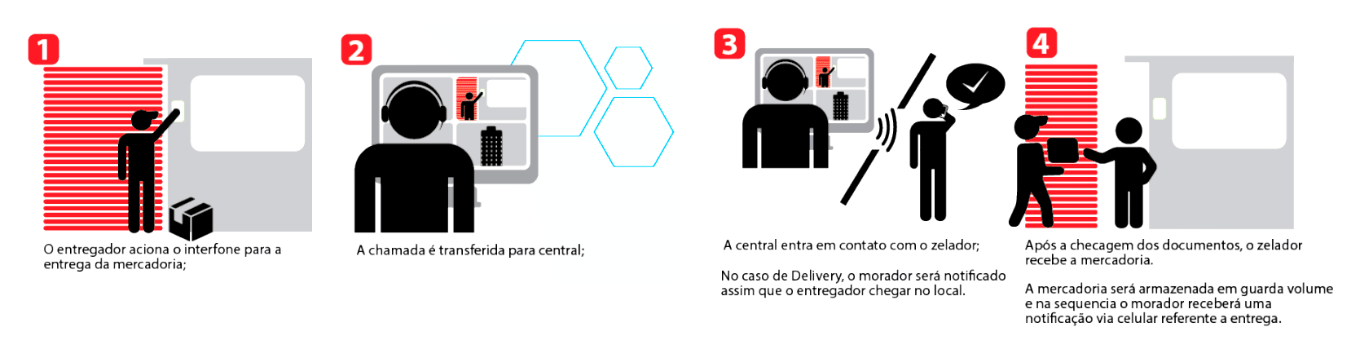 1
O entregador aciona o interfone para a
entrega da mercadoria;
2
A chamada é transferida para central;
3
A central entra em contato com o zelador;
No caso de Delivery, o morador será notificado
assim que o entregador chegar no local.
4
Após a checagem dos documentos, o zelador
recebe a mercadoria.
A mercadoria será armazenada em guarda volume
e na sequencia o morador receberá uma
notificação via celular referente a entrega.